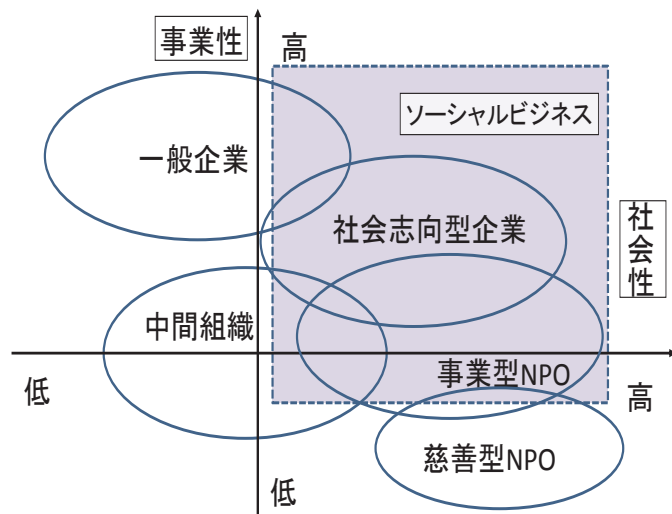 事業性
高
ソーシャルビジネス
一般企業
社会志向型企業
社会性
中間組織
事業型NPO
低
高
慈善型NPO
低